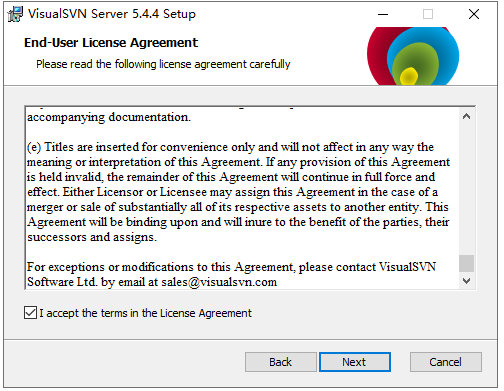 VisualSVN Server 5.4.4 Setup
End-User License Agreement
Please read the following license agreement carefully
accompanying documentation.
(e) Titles are inserted for convenience only and will not affect in any way the
meaning or interpretation of this Agreement. If any provision of this Agreement
is held invalid, the remainder of this Agreement will continue in full force and
effect. Either Licensor or Licensee may assign this Agreement in the case of a
merger or sale of substantially all of its respective assets to another entity. This
Agreement will be binding upon and will inure to the benefit of the parties, their
successors and assigns.
For exceptions or modifications to this Agreement, please contact VisualSVN
Software Ltd. by email at sales@visualsvn.com
I accept the terms in the License Agreement
Back
Next
Cancel